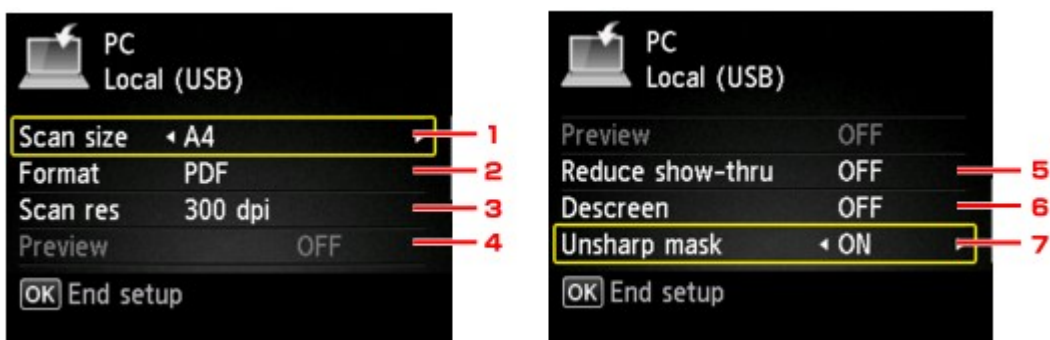 PC
Local (USB)
Scan size A4 1
Format PDF 2
Scan res 300 dpi 3
Preview OFF 4
OK End setup
PC
Local (USB)
Preview OFF
Reduce show-thru OFF 5
Descreen OFF 6
Unsharp mask ON 7
OK End setup